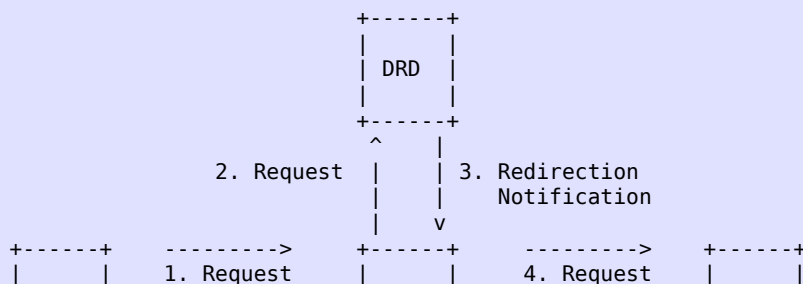 DRD
2. Request 3. Redirection
Notification
1. Request 4. Request